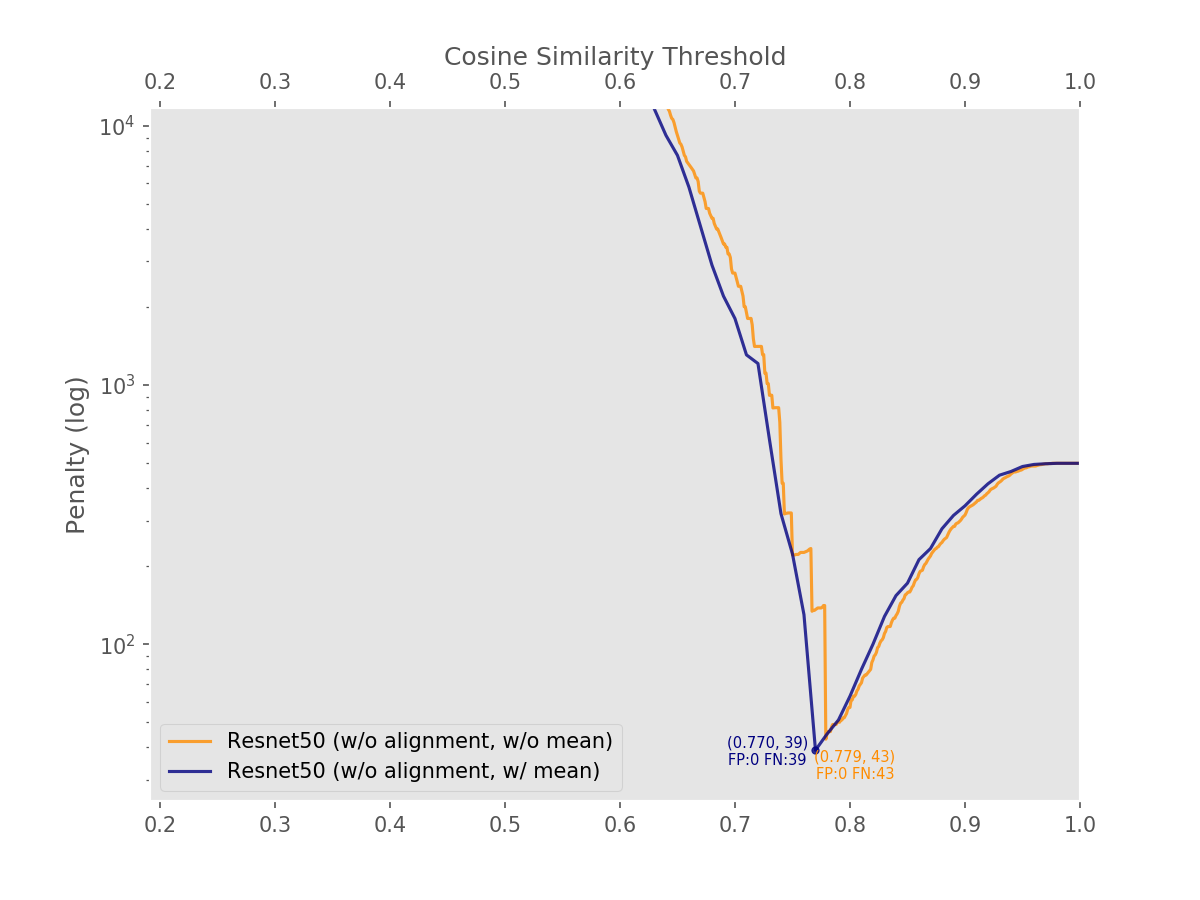 Cosine Similarity Threshold
0.2 0.3 0.4 0.5 0.6 0.7 0.8 0.9 1.0
10^4
10^3
10^2
Penalty (log)
Resnet50 (w/o alignment, w/o mean)
Resnet50 (w/o alignment, w/ mean)
(0.770, 39)
FP:0 FN:39
(0.779, 43)
FP:0 FN:43
0.2 0.3 0.4 0.5 0.6 0.7 0.8 0.9 1.0